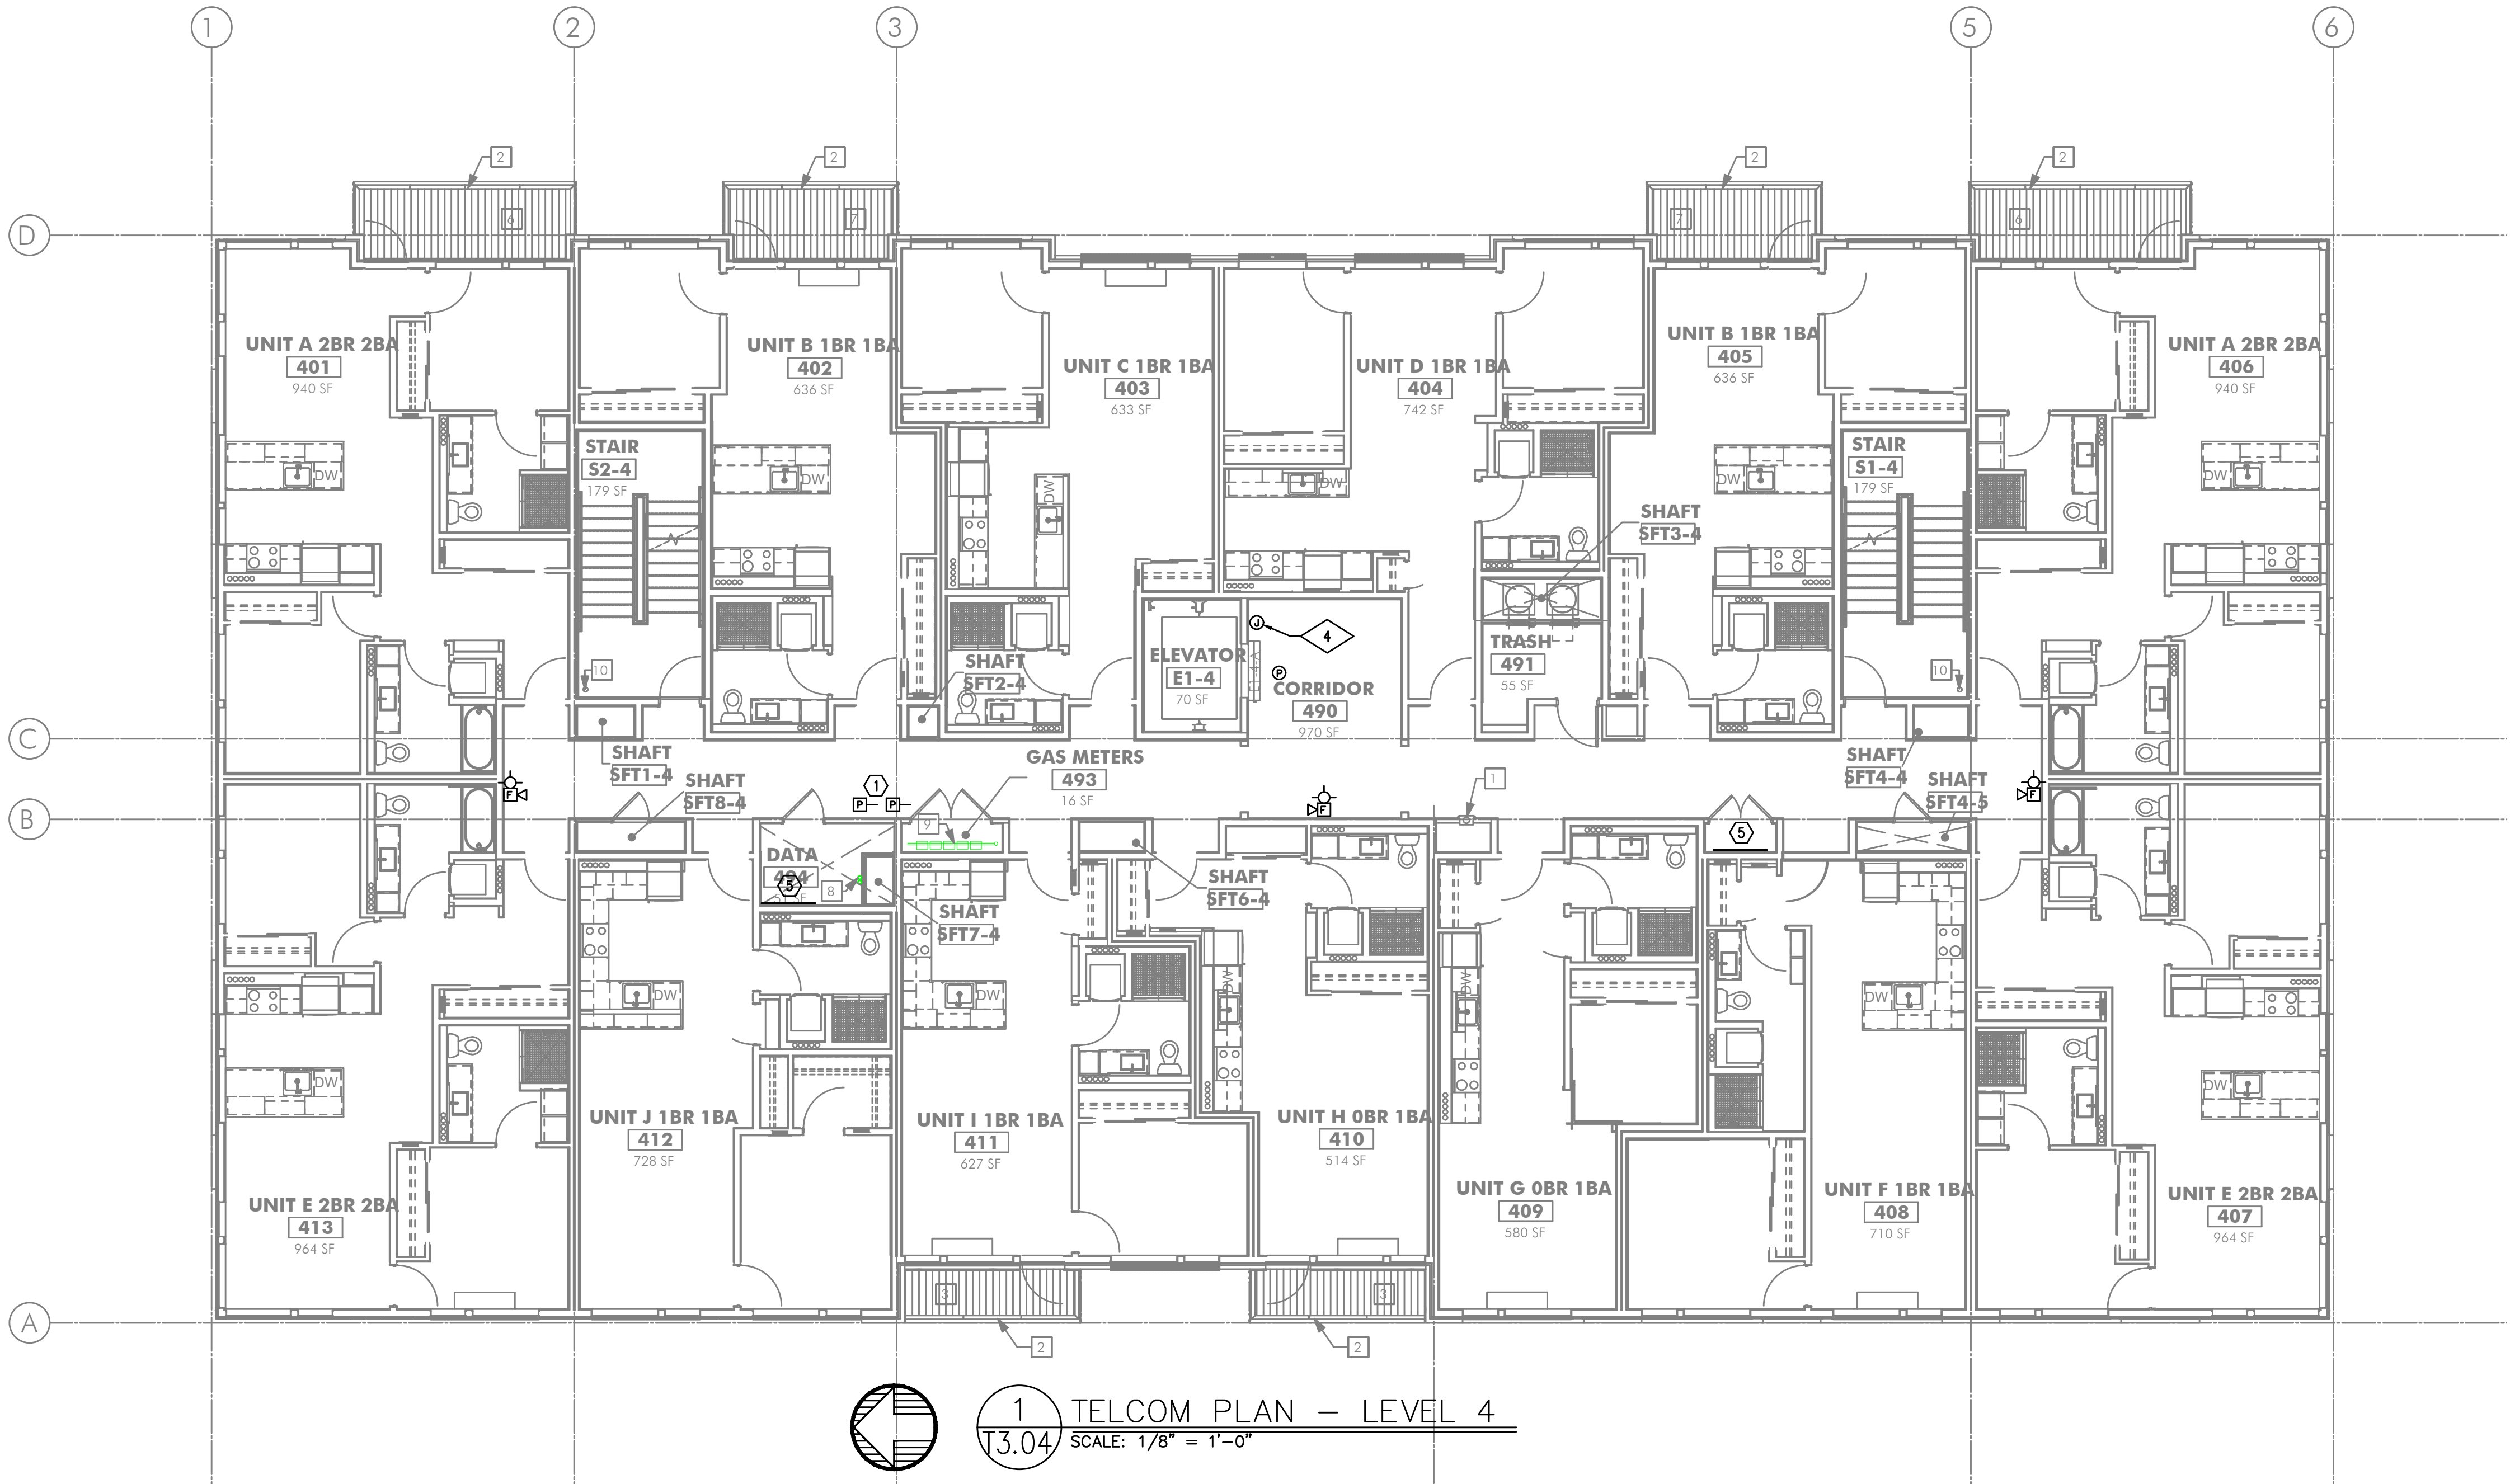 1
2
3
5
6
2
2
2
2
D
6
7
7
6
UNIT A 2BR 2BA
401
940 SF
UNIT B 1BR 1BA
402
636 SF
UNIT C 1BR 1BA
403
633 SF
UNIT D 1BR 1BA
404
742 SF
UNIT B 1BR 1BA
405
636 SF
UNIT A 2BR 2BA
406
940 SF
STAIR
S2-4
179 SF
STAIR
S1-4
179 SF
DW
DW
DW
DW
DW
DW
SHAFT
SFT3-4
J
4
ELEVATOR
E1-4
70 SF
P
CORRIDOR
490
970 SF
TRASH
491
55 SF
10
10
SHAFT
SFT2-4
C
SHAFT
SFT1-4
SHAFT
SFT8-4
GAS METERS
493
16 SF
SHAFT
SFT4-4
SHAFT
SFT4-5
1
P
P
F
F
F
1
B
9
5
DATA
5
8
SHAFT
SFT7-4
SHAFT
SFT6-4
DW
DW
DW
DW
DW
DW
DW
UNIT J 1BR 1BA
412
728 SF
UNIT I 1BR 1BA
411
627 SF
UNIT H 0BR 1BA
410
514 SF
UNIT G 0BR 1BA
409
580 SF
UNIT F 1BR 1BA
408
710 SF
UNIT E 2BR 2BA
407
964 SF
UNIT E 2BR 2BA
413
964 SF
3
3
A
2
2
1
T3.04
TELCOM PLAN – LEVEL 4
SCALE: 1/8" = 1'-0"